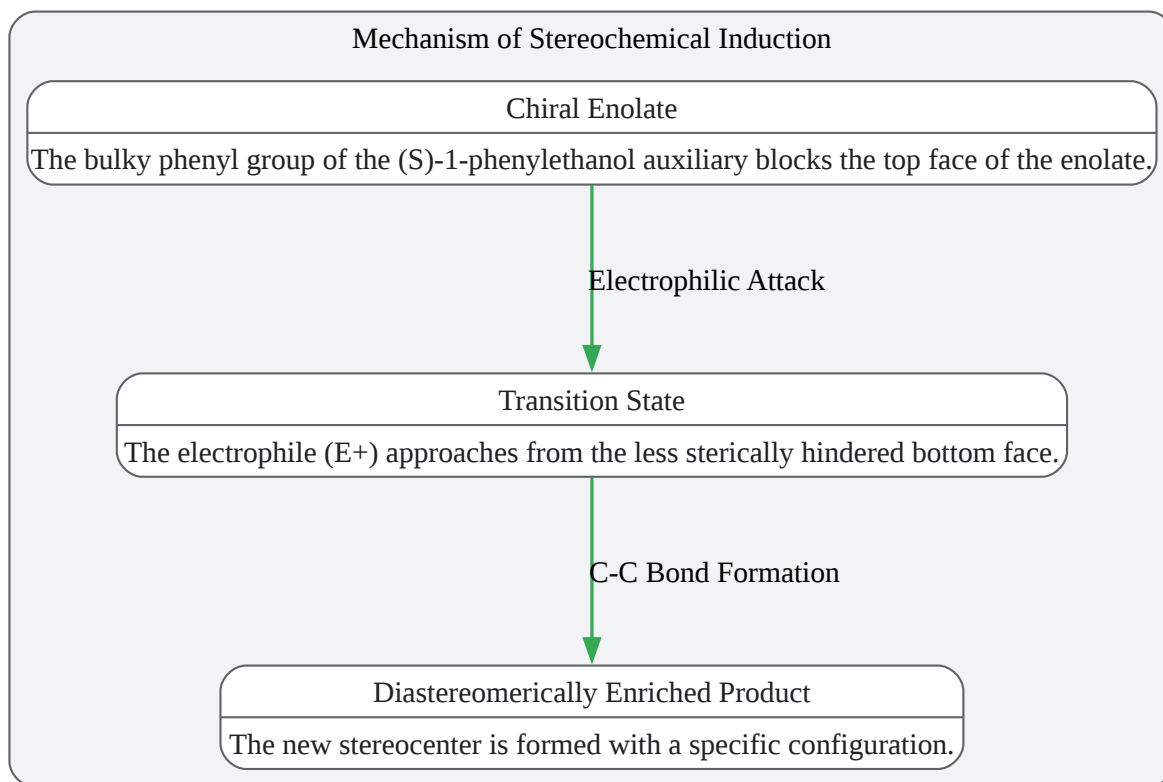 Mechanism of Stereochemical Induction
Chiral Enolate
The bulky phenyl group of the (S)-1-phenylethanol auxiliary blocks the top face of the enolate.
Electrophilic Attack
Transition State
The electrophile (E+) approaches from the less sterically hindered bottom face.
C-C Bond Formation
Diastereomerically Enriched Product
The new stereocenter is formed with a specific configuration.